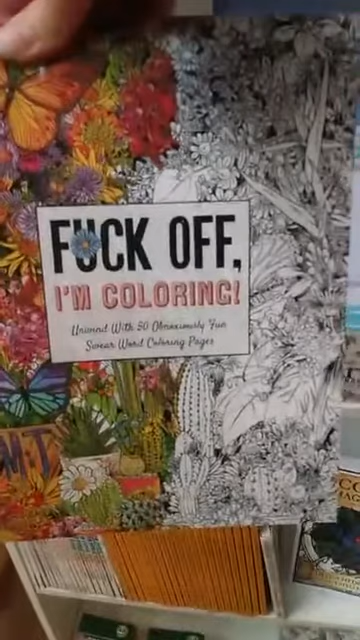 FUCK OFF,
I'M COLORING!
Unwind With 50 Obnoxiously Fun
Swear Word Coloring Pages